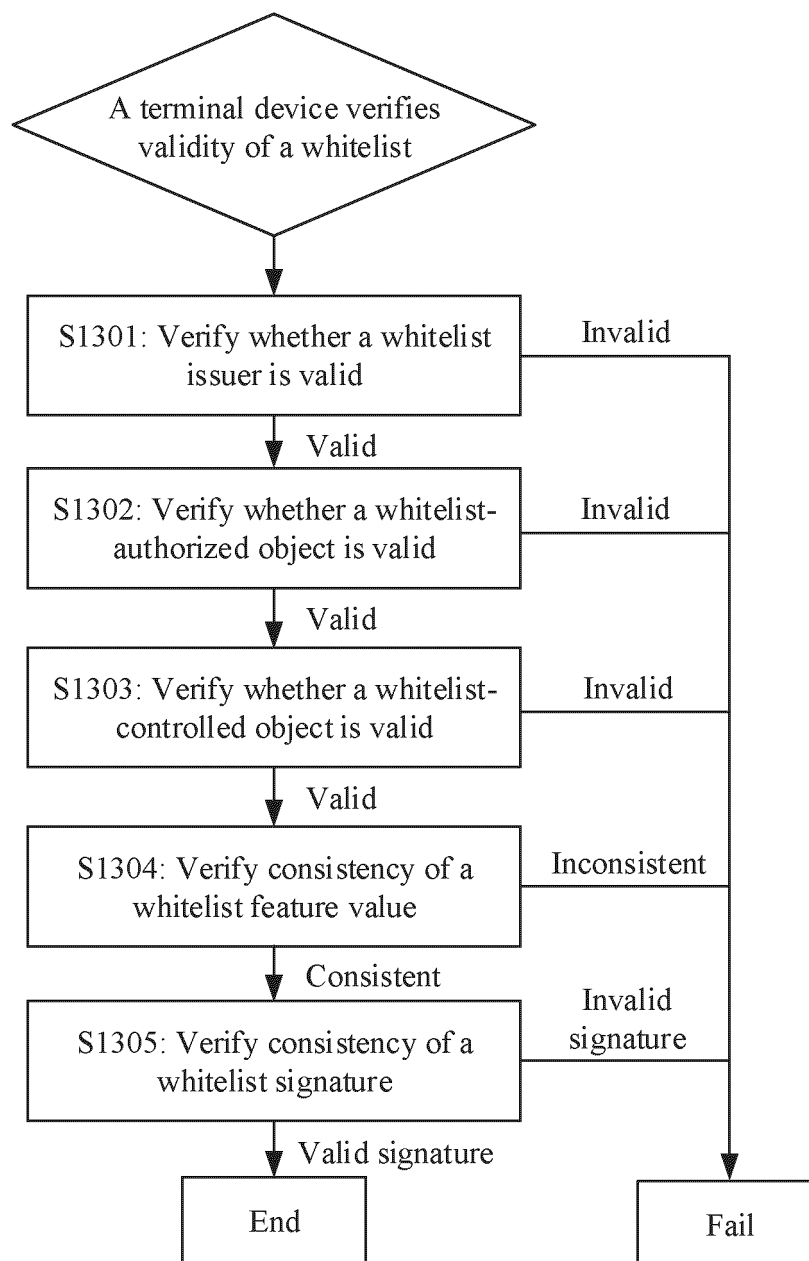 A terminal device verifies
validity of a whitelist
S1301: Verify whether a whitelist
issuer is valid
Invalid
Valid
S1302: Verify whether a whitelist-
authorized object is valid
Invalid
Valid
S1303: Verify whether a whitelist-
controlled object is valid
Invalid
Valid
S1304: Verify consistency of a
whitelist feature value
Inconsistent
Consistent
S1305: Verify consistency of a
whitelist signature
Invalid
signature
Valid signature
End
Fail